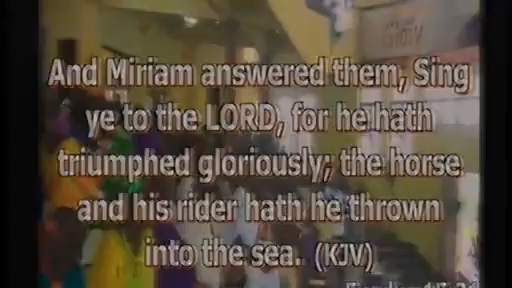 And Miriam answered them, Sing
ye to the LORD, for he hath
triumphed gloriously; the horse
and his rider hath he thrown
into the sea. (KJV)